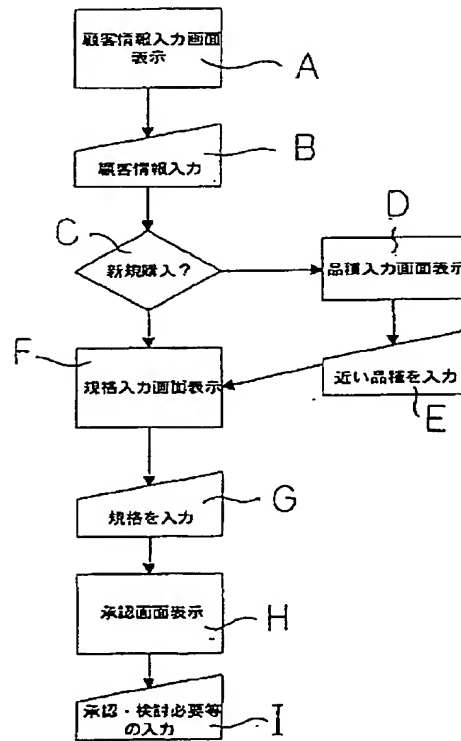 顧客情報入力画面
表示
A
顧客情報入力
B
C
新規購入?
D
品種入力画面表示
近い品種を入力
E
F
規格入力画面表示
規格を入力
G
承認画面表示
H
承認・検討必要等
の入力
I